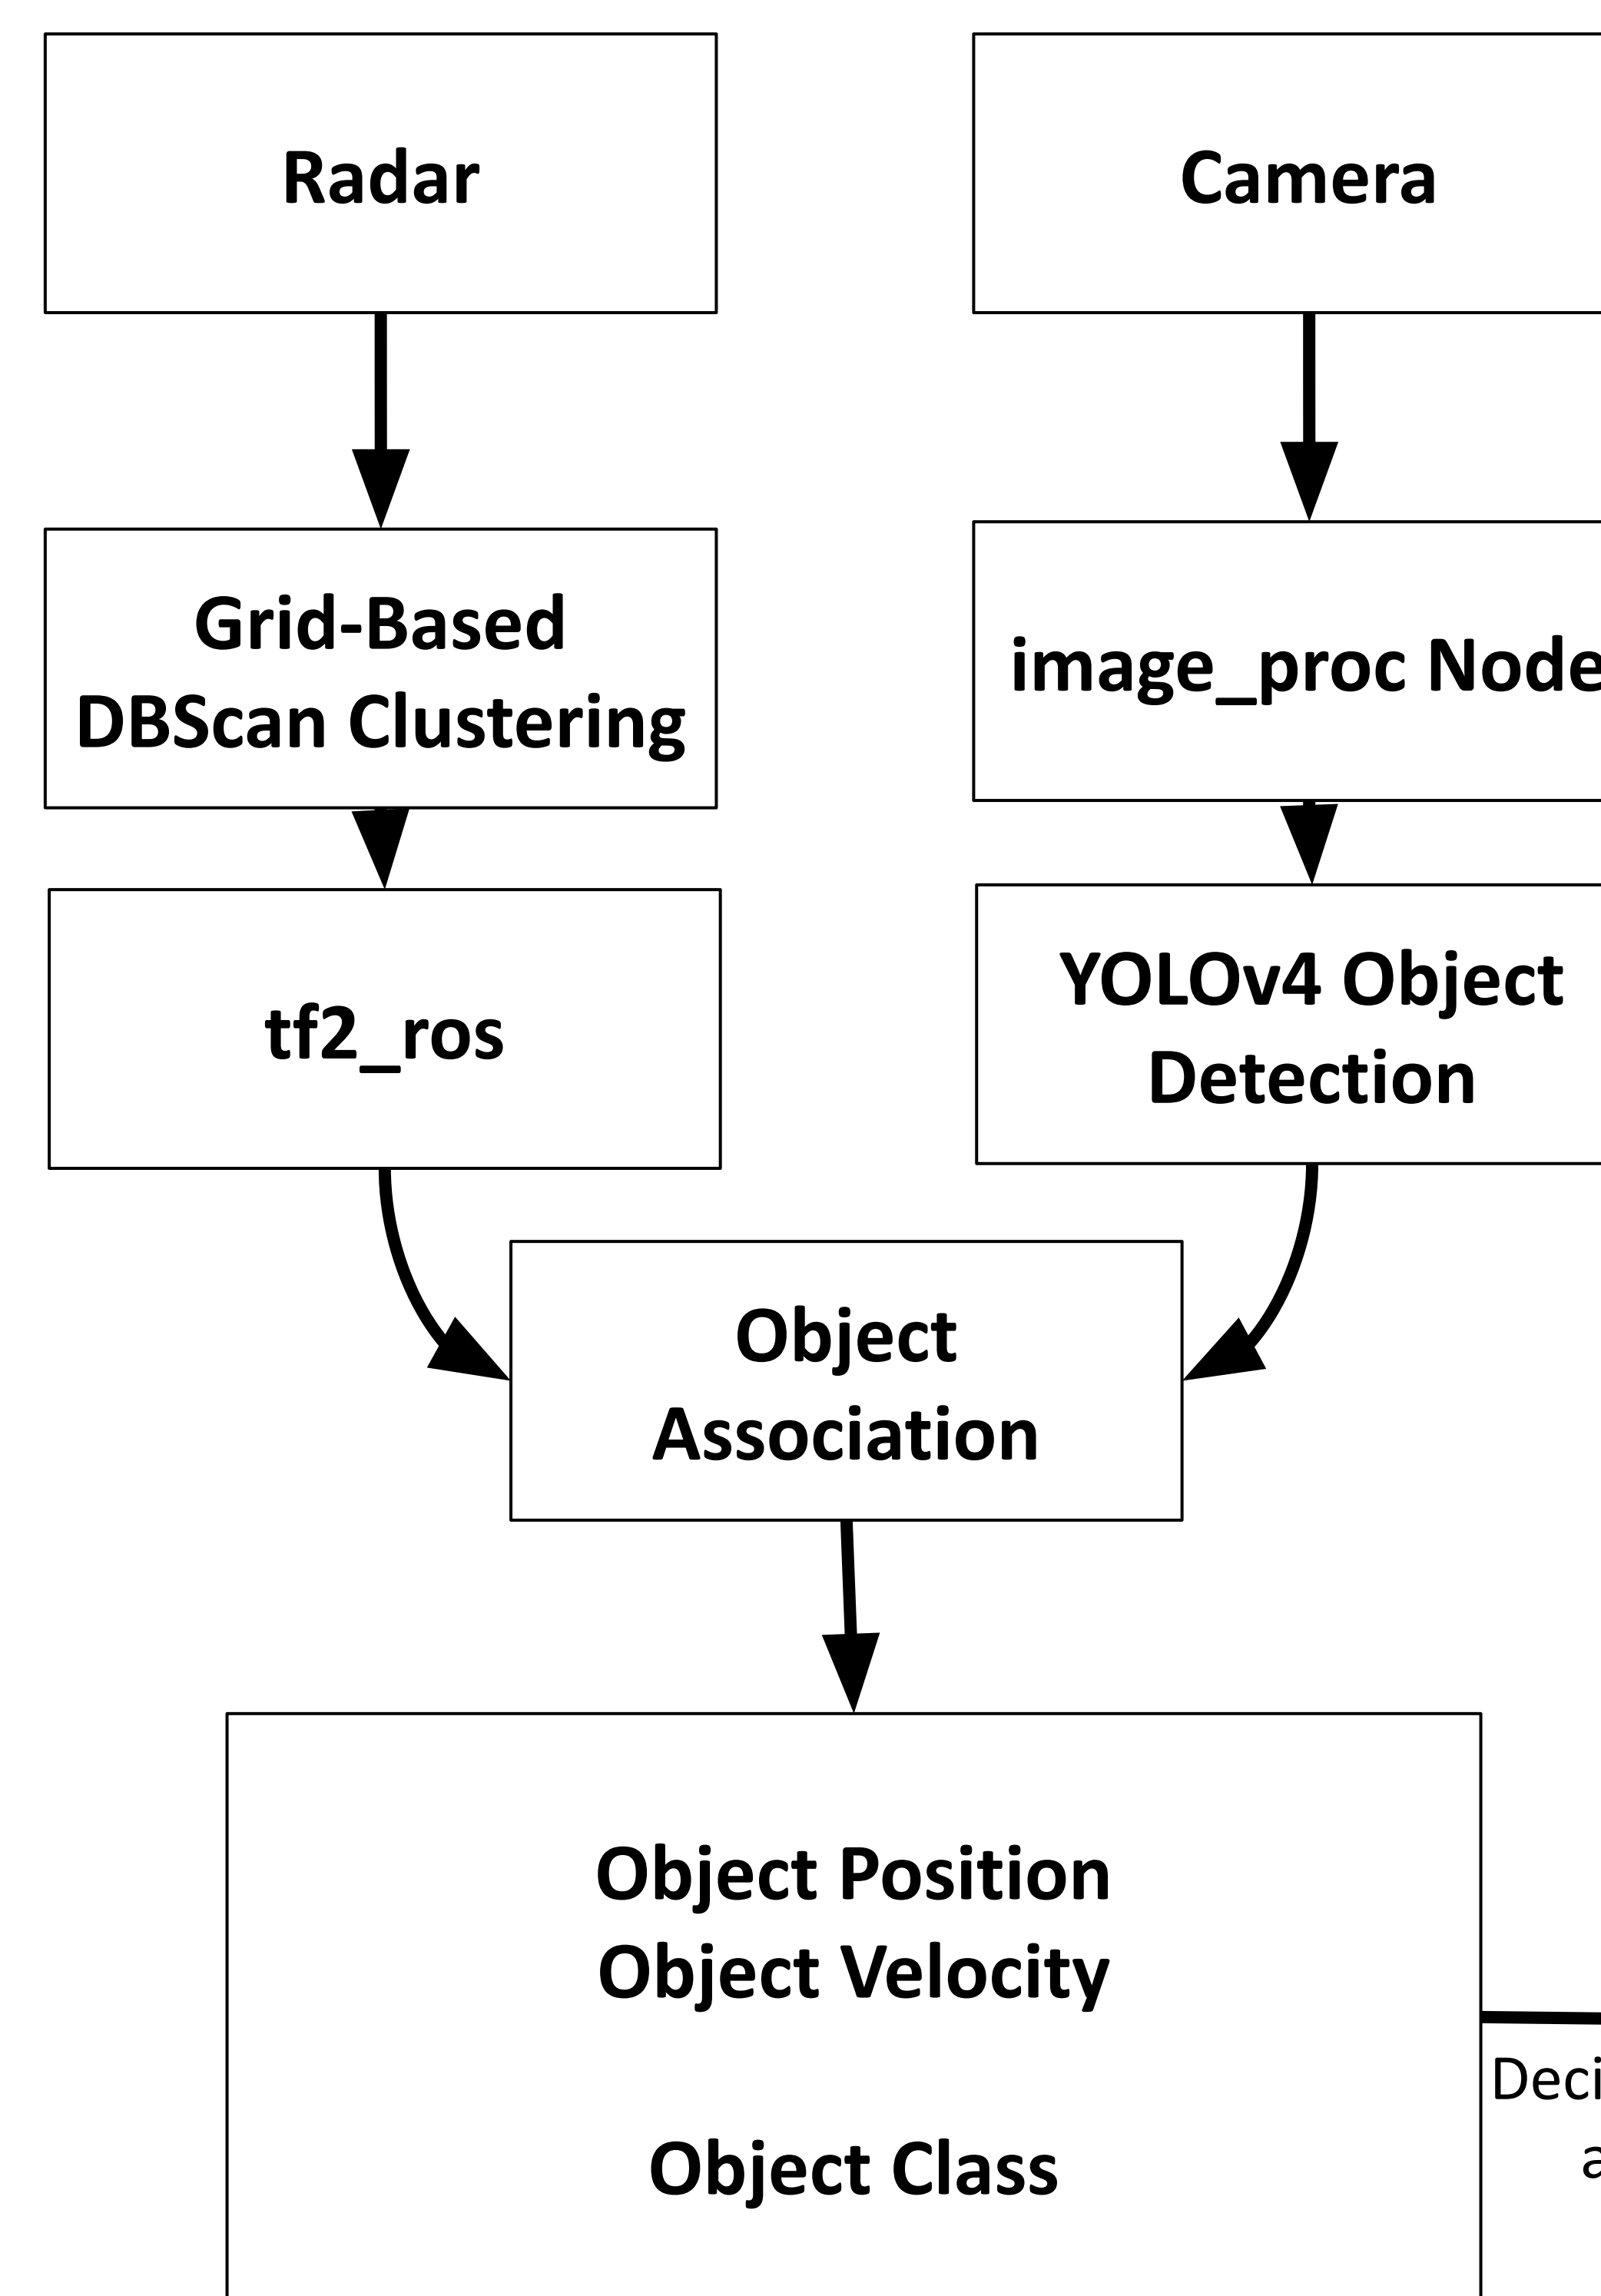 Radar
Camera
Grid-Based
DBScan Clustering
image_proc Node
tf2_ros
YOLOv4 Object
Detection
Object
Association
Object Position
Object Velocity
Object Class